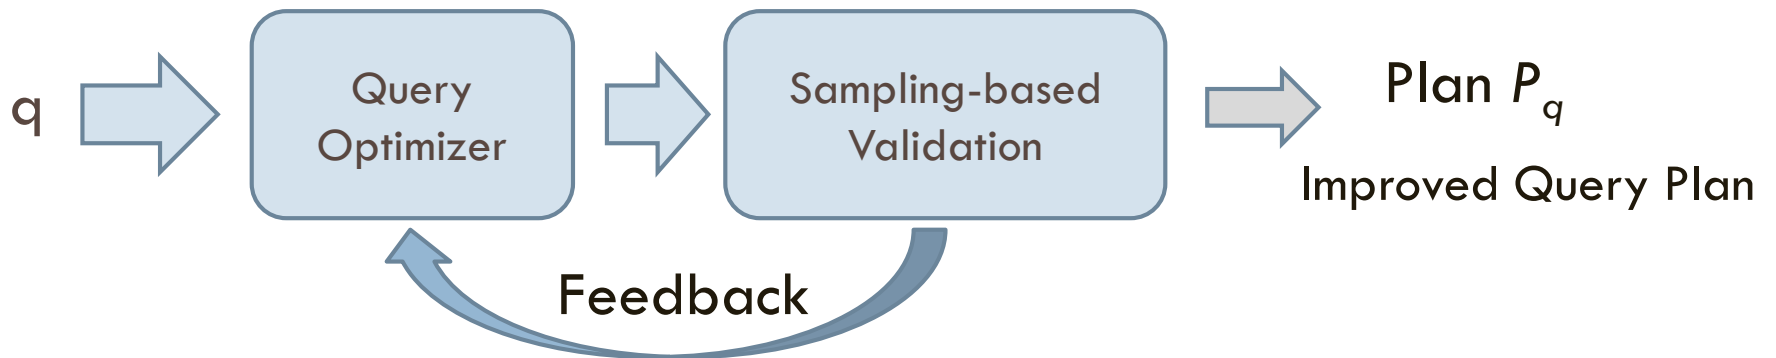 q
Query
Optimizer
Sampling-based
Validation
Plan P_q
Improved Query Plan
Feedback